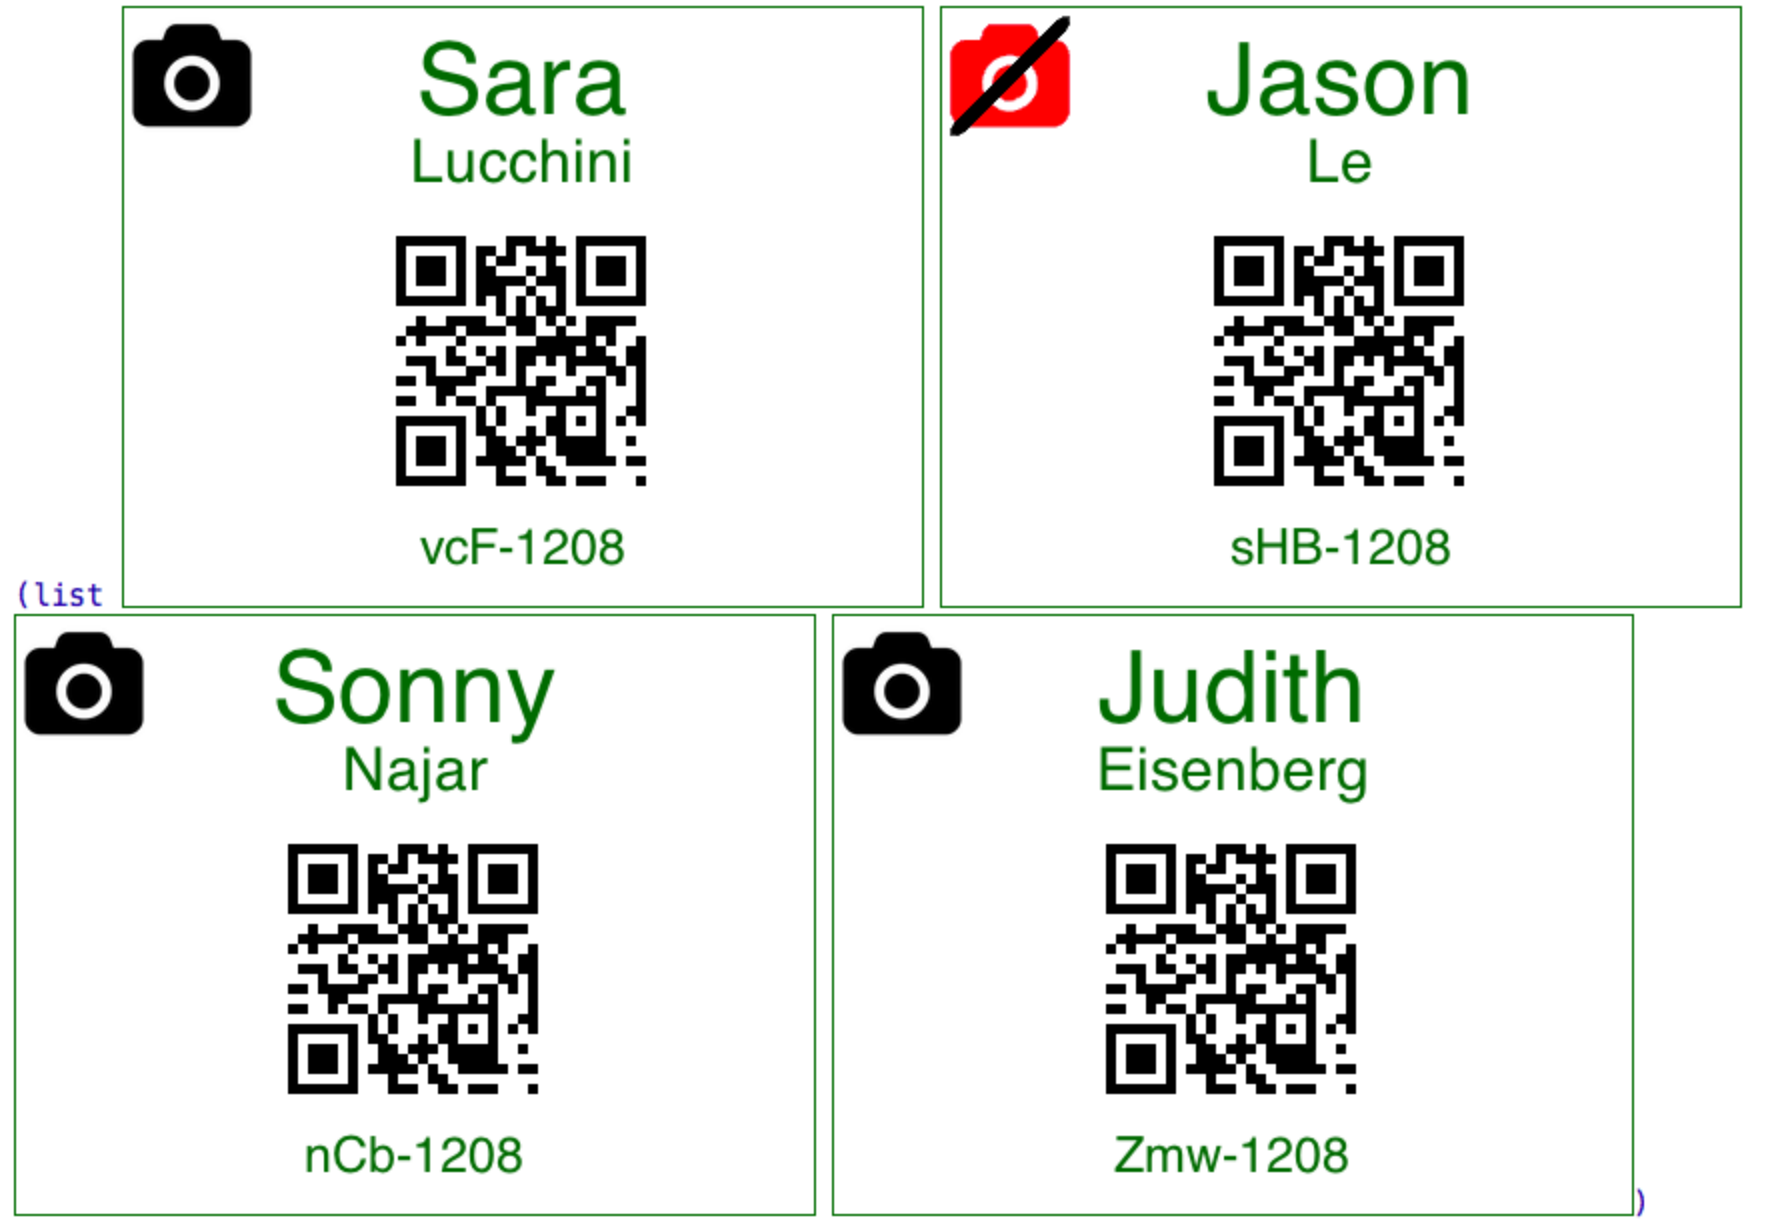 Sara
Lucchini
vcF-1208
Jason
Le
sHB-1208
(list
Sonny
Najar
nCb-1208
Judith
Eisenberg
Zmw-1208
)